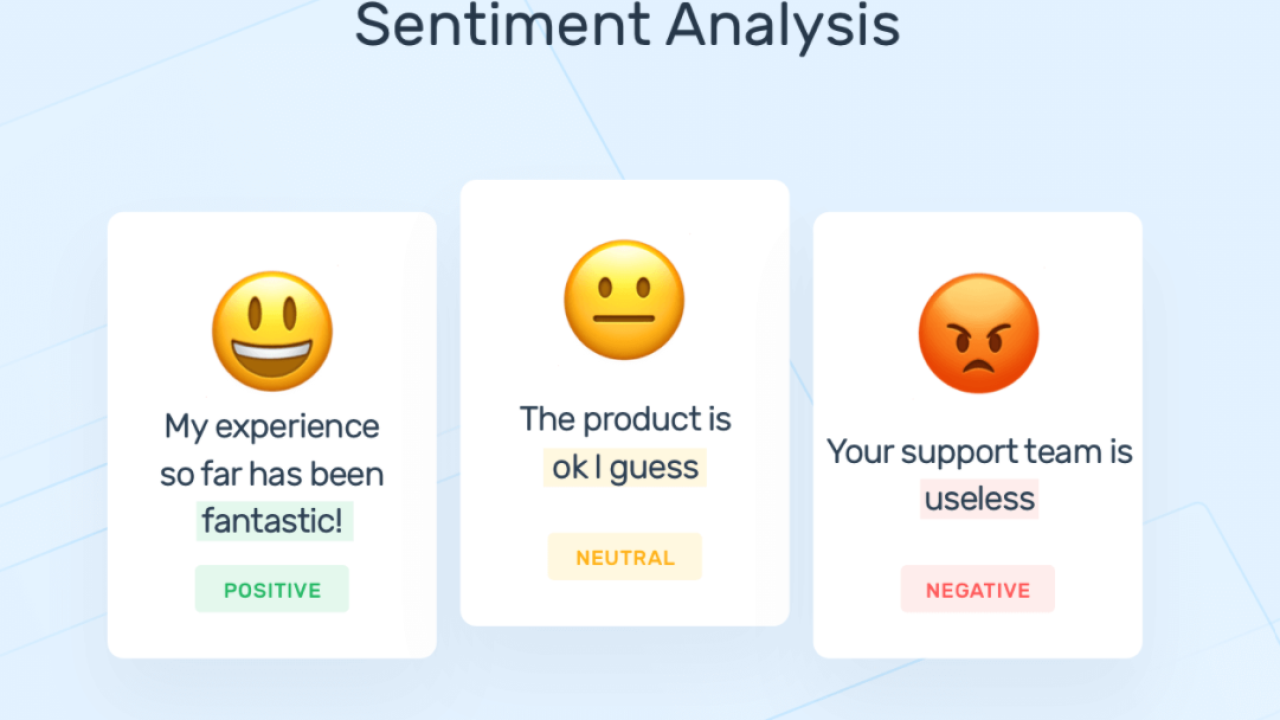 Sentiment Analysis
My experience
so far has been
fantastic!
POSITIVE
The product is
ok I guess
NEUTRAL
Your support team is
useless
NEGATIVE